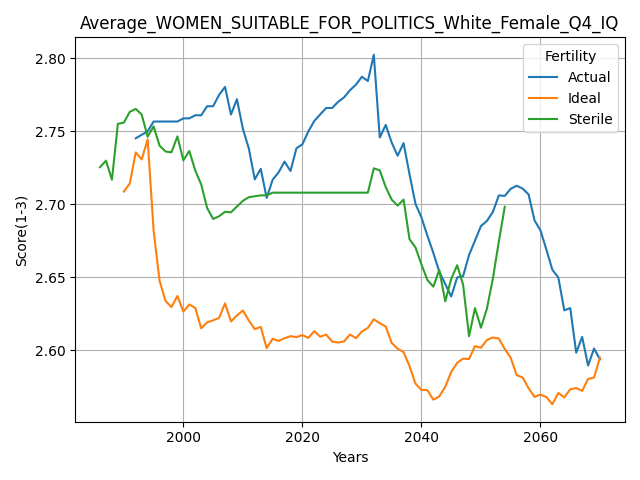 Average_WOMEN_SUITABLE_FOR_POLITICS_White_Female_Q4_IQ
Fertility
Actual
Ideal
Sterile
Score(1-3)
2.80
2.75
2.70
2.65
2.60
2000
2020
2040
2060
Years